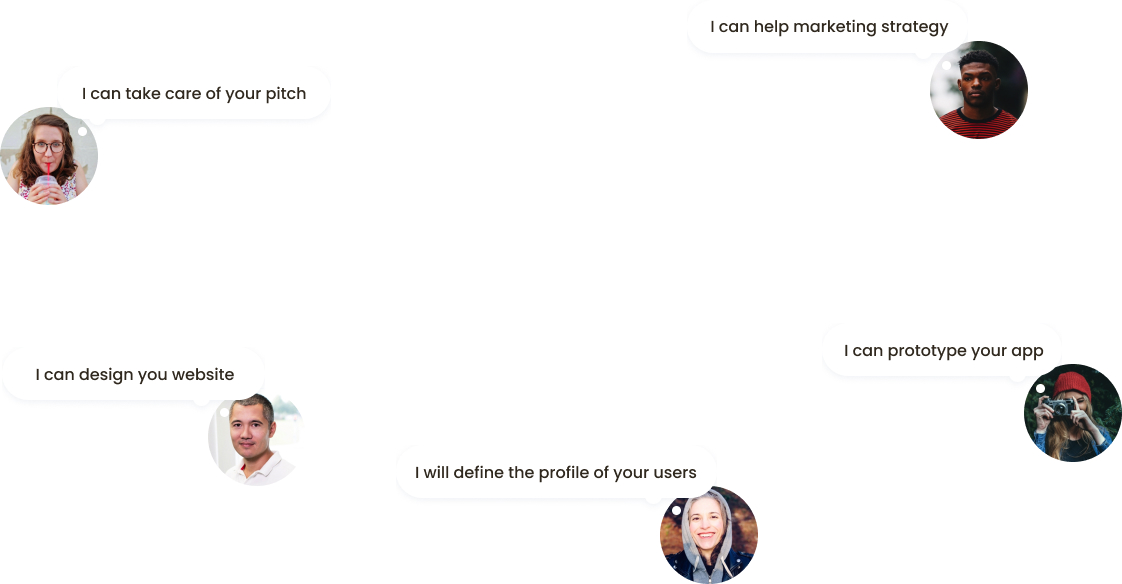 I can help marketing strategy
I can take care of your pitch
I can prototype your app
I can design you website
I will define the profile of your users